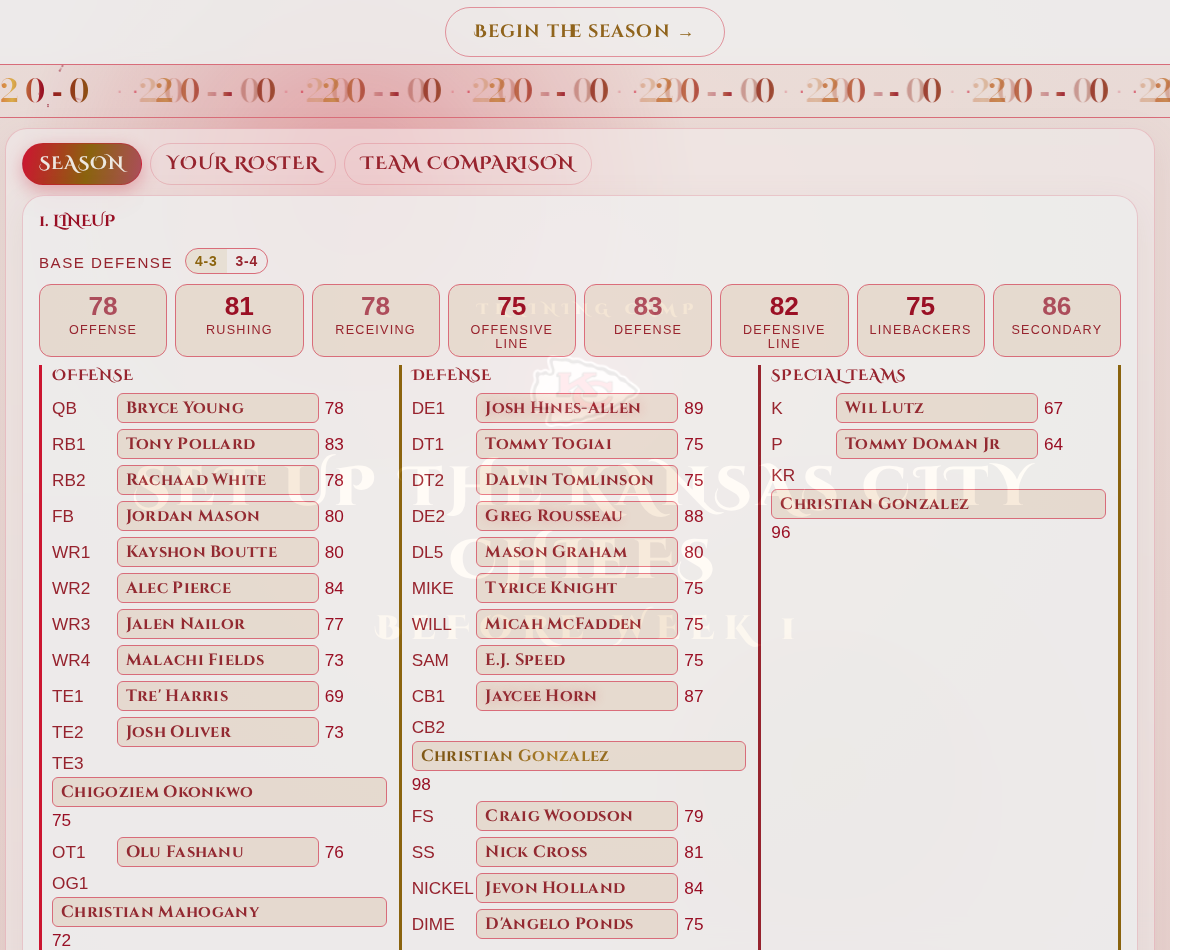 BEGIN THE SEASON →
20-0
SEASON YOUR ROSTER TEAM COMPARISON
1. LINEUP
BASE DEFENSE 4-3 3-4
78 81 78 75 83 82 75 86
OFFENSE RUSHING RECEIVING OFFENSIVE LINE DEFENSE DEFENSIVE LINE LINEBACKERS SECONDARY
SET UP THE KANSAS CITY
CHIEFS
BEFORE WEEK 1
OFFENSE
QB BRYCE YOUNG 78
RB1 TONY POLLARD 83
RB2 RACHAAD WHITE 78
FB JORDAN MASON 80
WR1 KAYSHON BOUTTE 80
WR2 ALEC PIERCE 84
WR3 JALEN NAILOR 77
WR4 MALACHI FIELDS 73
TE1 TRE' HARRIS 69
TE2 JOSH OLIVER 73
TE3
CHIGOZIEM OKONKWO
75
OT1 OLU FASHANU 76
OG1
CHRISTIAN MAHOGANY
72
DEFENSE
DE1 JOSH HINES-ALLEN 89
DT1 TOMMY TOGIAI 75
DT2 DALVIN TOMLINSON 75
DE2 GREG ROUSSEAU 88
DL5 MASON GRAHAM 80
MIKE TYRICE KNIGHT 75
WILL MICAH MCFADDEN 75
SAM E.J. SPEED 75
CB1 JAYCEE HORN 87
CB2
CHRISTIAN GONZALEZ
98
FS CRAIG WOODSON 79
SS NICK CROSS 81
NICKEL JEVON HOLLAND 84
DIME D'ANGELO PONDS 75
SPECIAL TEAMS
K WIL LUTZ 67
P TOMMY DOMAN JR 64
KR
CHRISTIAN GONZALEZ
96